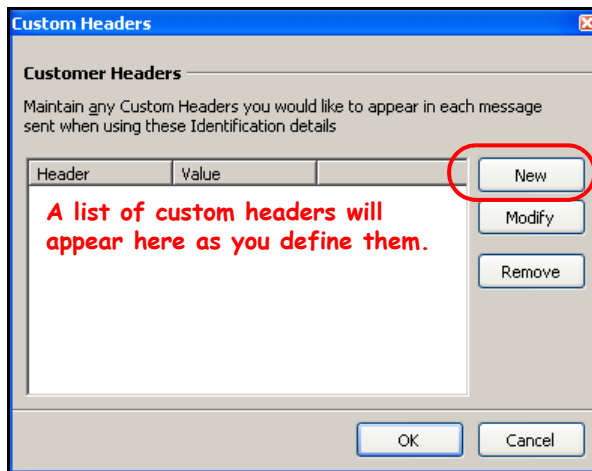 Custom Headers
Customer Headers
Maintain any Custom Headers you would like to appear in each message
sent when using these Identification details
Header Value
New
A list of custom headers will
appear here as you define them.
Modify
Remove
OK Cancel